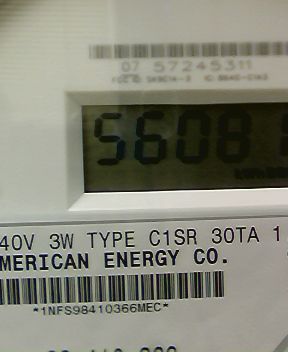 07 57245311
5608
40V 3W TYPE C1SR 30TA 1
MERICAN ENERGY CO.
*1NFS98410366MEC*